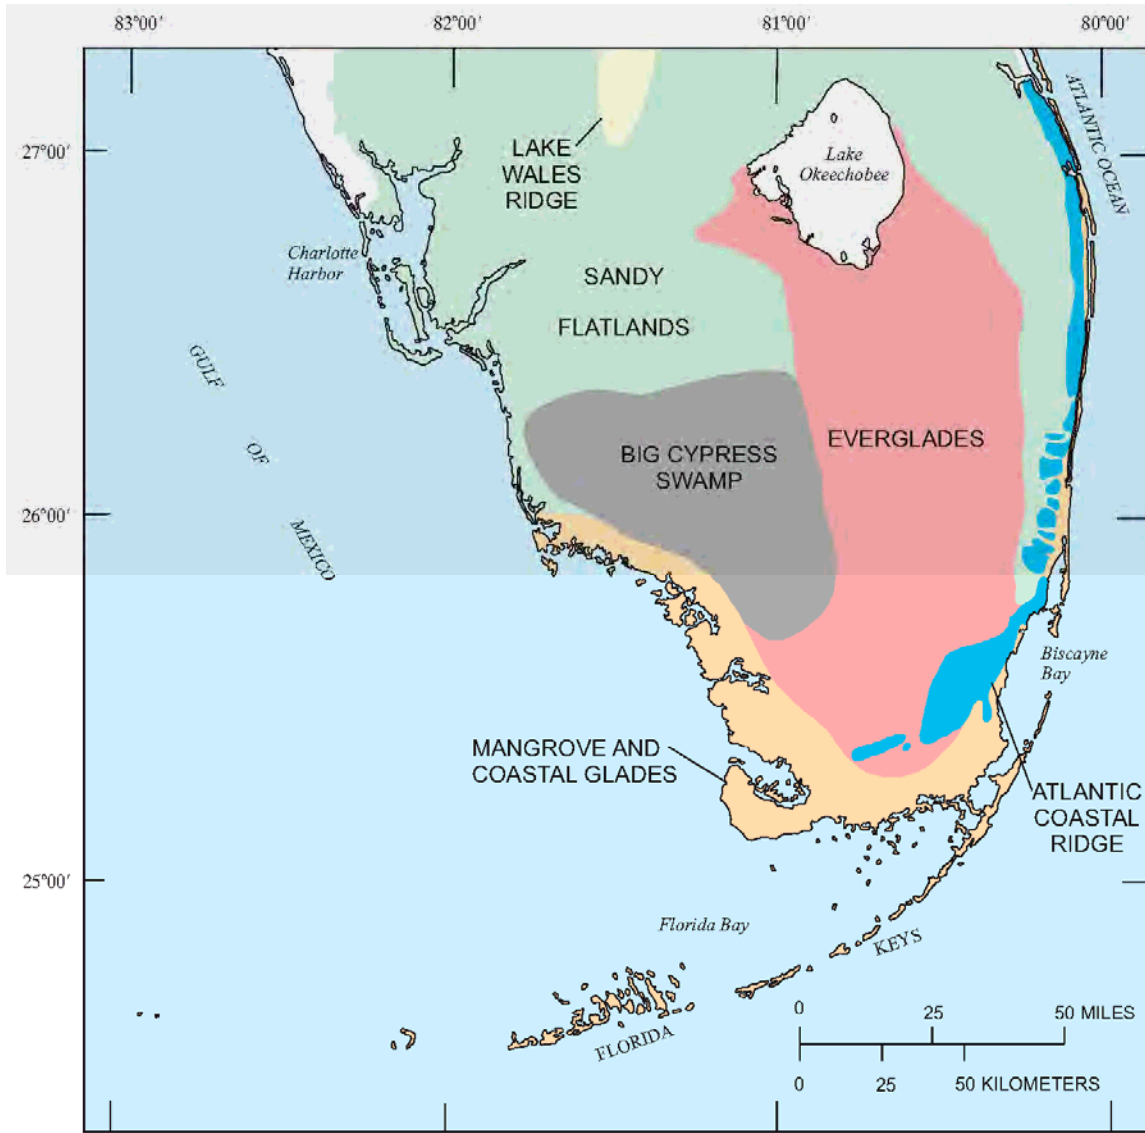 83°00′ 82°00′ 81°00′ 80°00′
ATLANTIC OCEAN
27°00′
LAKE
WALES
RIDGE
Lake
Okeechobee
Charlotte
Harbor
SANDY
FLATLANDS
GULF
OF
MEXICO
EVERGLADES
BIG CYPRESS
SWAMP
26°00′
Biscayne
Bay
MANGROVE AND
COASTAL GLADES
ATLANTIC
COASTAL
RIDGE
25°00′
Florida Bay
KEYS
FLORIDA
0 25 50 MILES
0 25 50 KILOMETERS